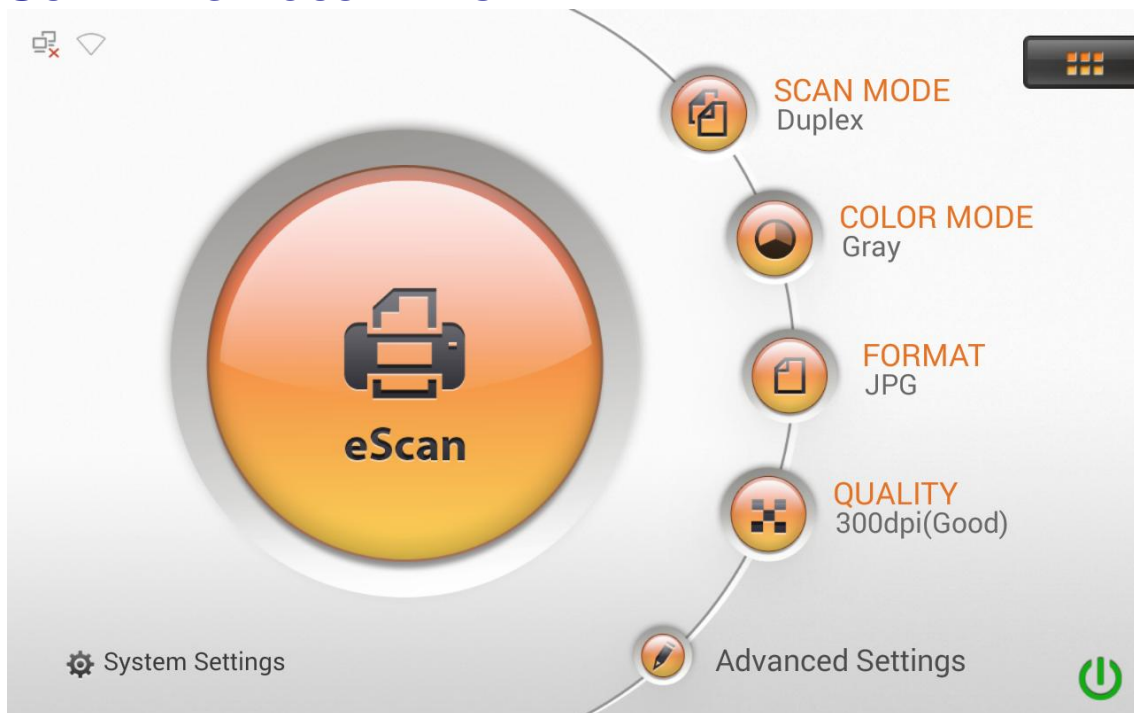 SCAN MODE
Duplex
COLOR MODE
Gray
FORMAT
JPG
eScan
QUALITY
300dpi(Good)
System Settings
Advanced Settings